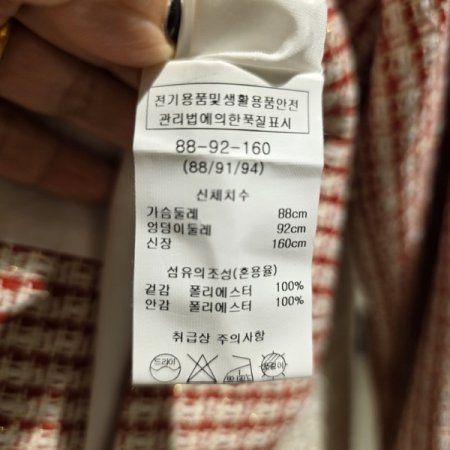 전기용품및생활용품안전
관리법에의한품질표시
88-92-160
(88/91/94)
신체치수
가슴둘레 88cm
엉덩이둘레 92cm
신장 160cm
섬유의조성(혼용율)
겉감 폴리에스터 100%
안감 폴리에스터 100%
취급상 주의사항
드라이